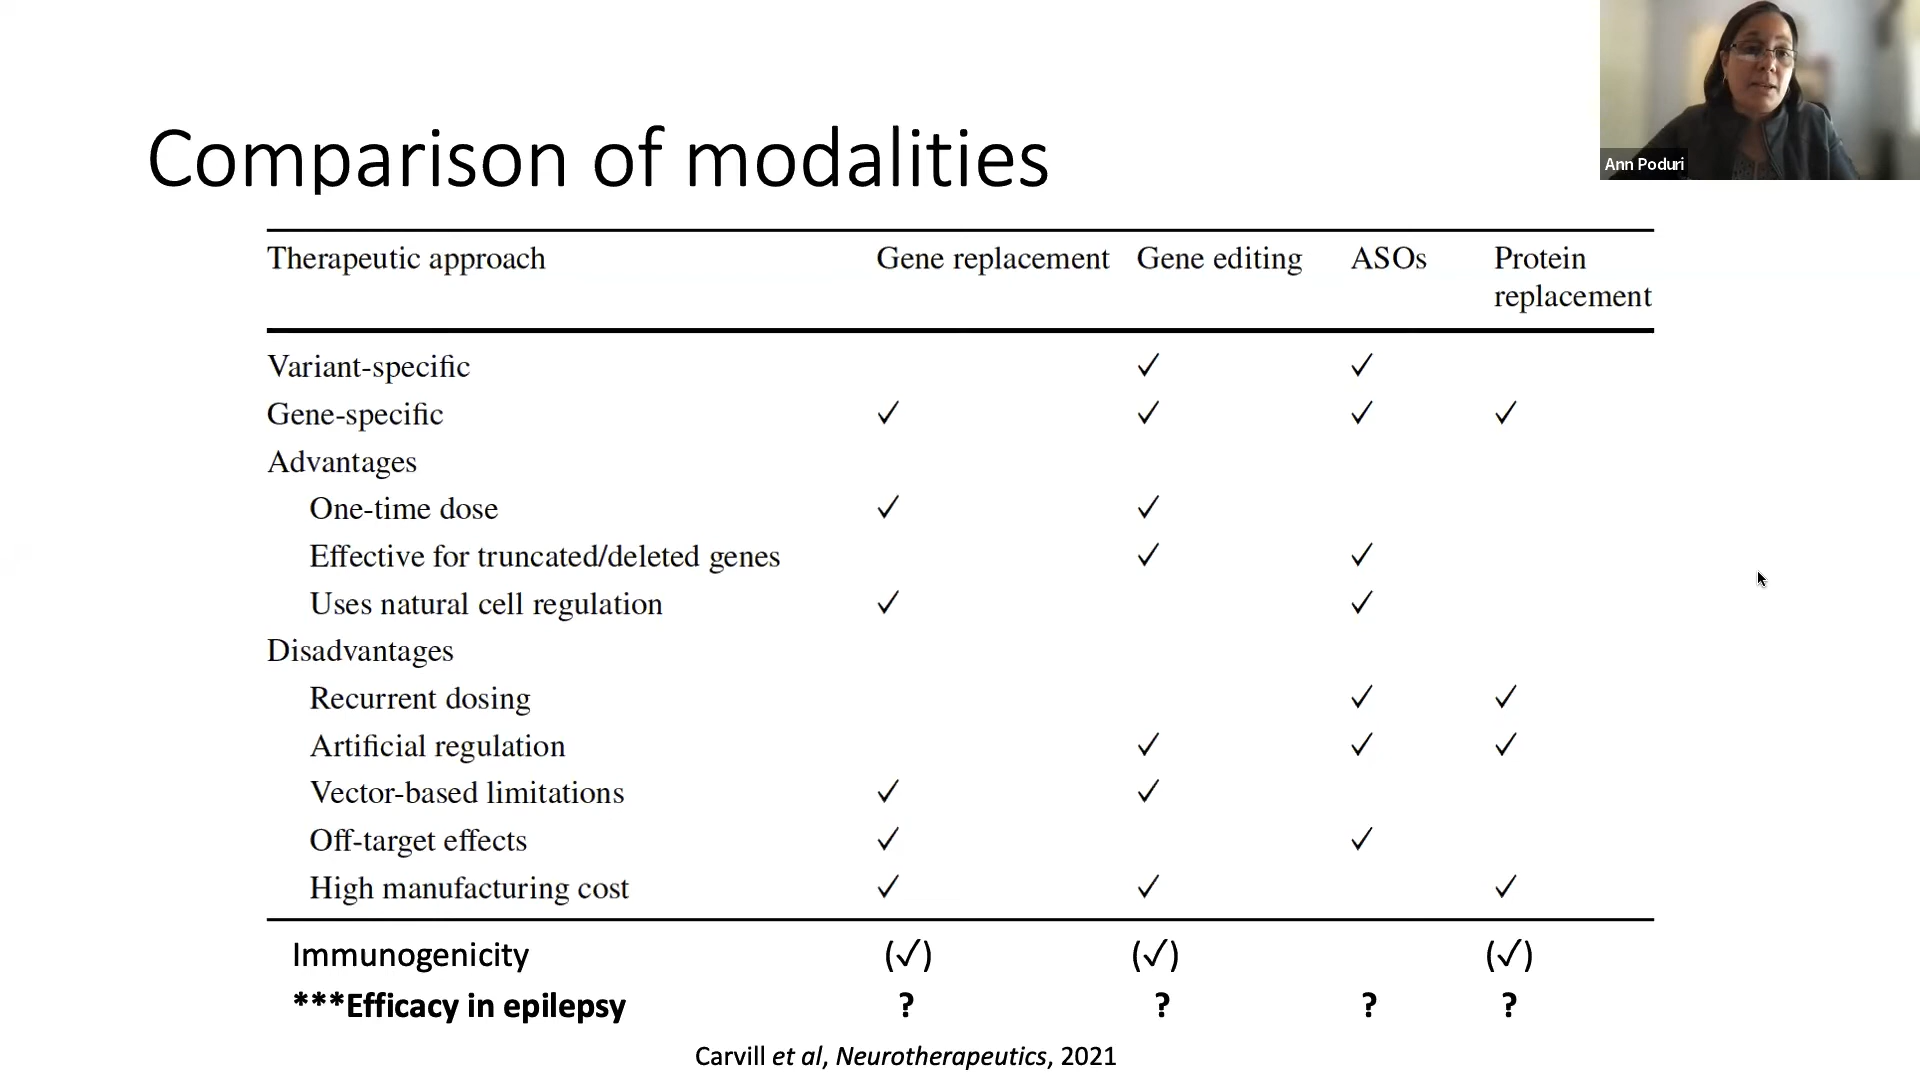 Ann Poduri
Comparison of modalities
Therapeutic approach Gene replacement Gene editing ASOs Protein replacement
Variant-specific ✓ ✓
Gene-specific ✓ ✓ ✓ ✓
Advantages
One-time dose ✓ ✓
Effective for truncated/deleted genes ✓ ✓
Uses natural cell regulation ✓ ✓
Disadvantages
Recurrent dosing ✓ ✓
Artificial regulation ✓ ✓ ✓
Vector-based limitations ✓ ✓
Off-target effects ✓ ✓
High manufacturing cost ✓ ✓ ✓
Immunogenicity (✓) (✓) (✓)
***Efficacy in epilepsy ? ? ? ?
Carvill et al, Neurotherapeutics, 2021